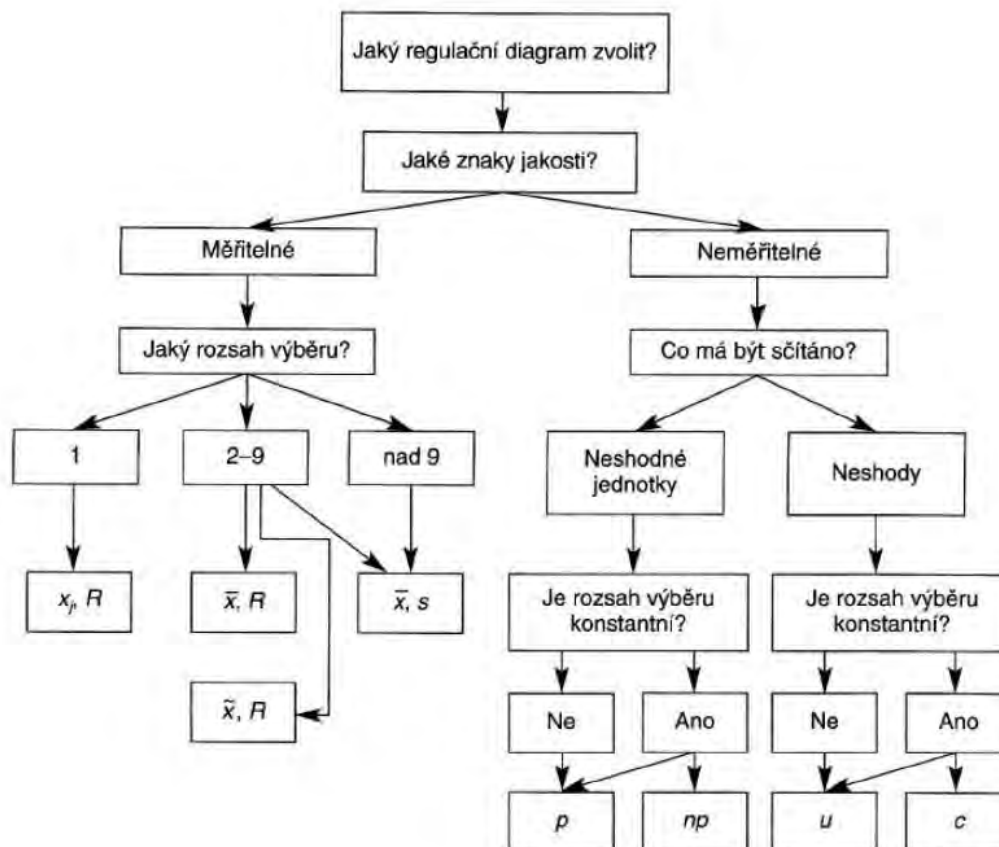 Jaký regulační diagram zvolit?
Jaké znaky jakosti?
Měřitelné
Neměřitelné
Jaký rozsah výběru?
Co má být sčítáno?
1
2–9
nad 9
Neshodné
jednotky
Neshody
xⱼ, R
x̄, R
x̄, s
Je rozsah výběru
konstantní?
Je rozsah výběru
konstantní?
x̃, R
Ne
Ano
Ne
Ano
p
np
u
c